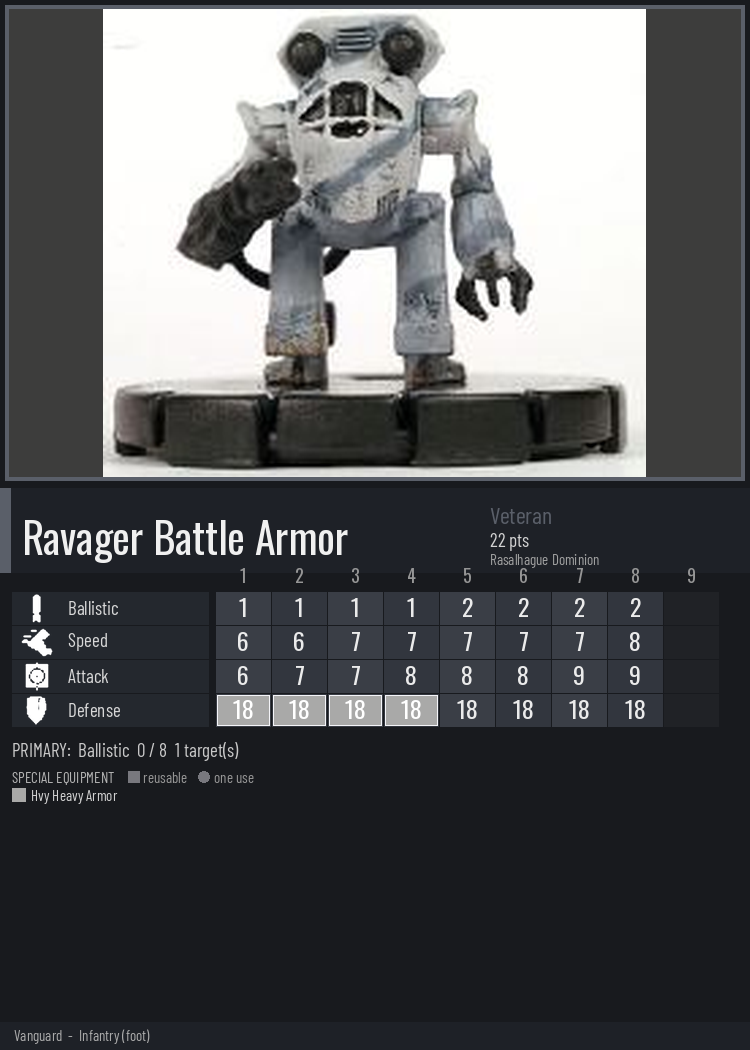 Ravager Battle Armor
Veteran
22 pts
Rasalhague Dominion
1 2 3 4 5 6 7 8 9
Ballistic 1 1 1 1 2 2 2 2
Speed 6 6 7 7 7 7 7 8
Attack 6 7 7 8 8 8 9 9
Defense 18 18 18 18 18 18 18 18
PRIMARY: Ballistic 0 / 8 1 target(s)
SPECIAL EQUIPMENT reusable one use
Hvy Heavy Armor
Vanguard - Infantry (foot)